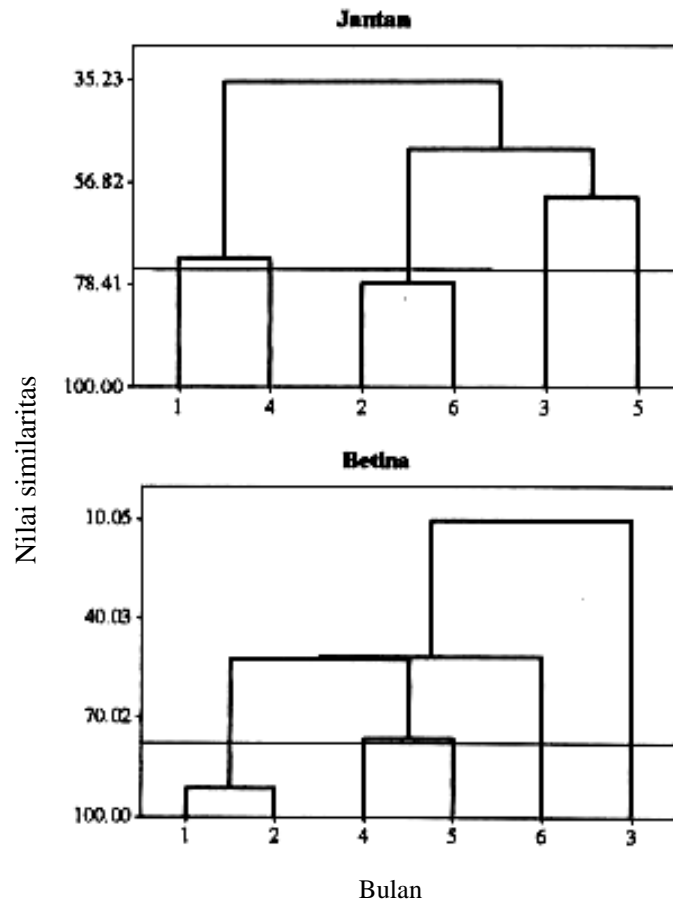 Jantan
35.23
56.82
78.41
100.00
1 4 2 6 3 5
Nilai similaritas
Betina
10.05
40.03
70.02
100.00
1 2 4 5 6 3
Bulan